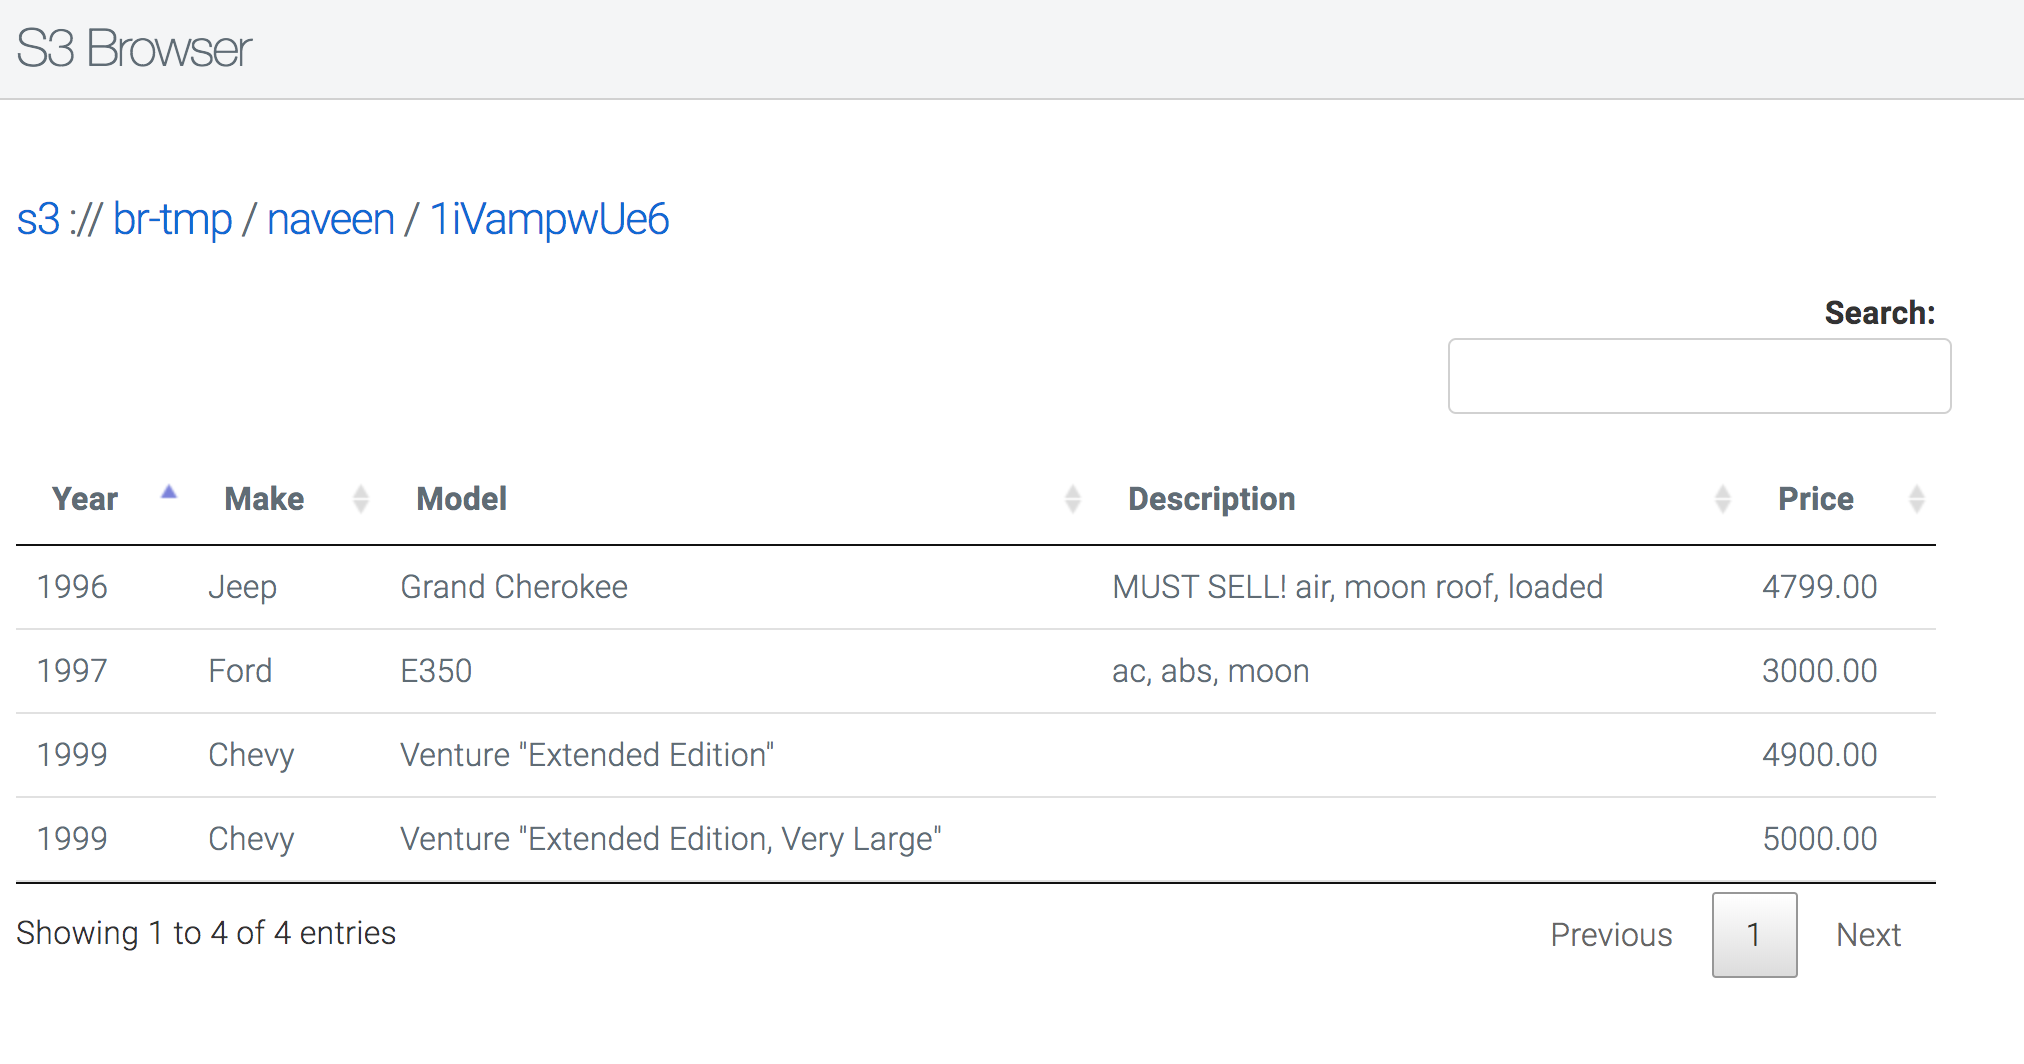 S3 Browser
s3 :// br-tmp / naveen / 1iVampwUe6
Search:
Year Make Model Description Price
1996 Jeep Grand Cherokee MUST SELL! air, moon roof, loaded 4799.00
1997 Ford E350 ac, abs, moon 3000.00
1999 Chevy Venture "Extended Edition" 4900.00
1999 Chevy Venture "Extended Edition, Very Large" 5000.00
Showing 1 to 4 of 4 entries Previous 1 Next